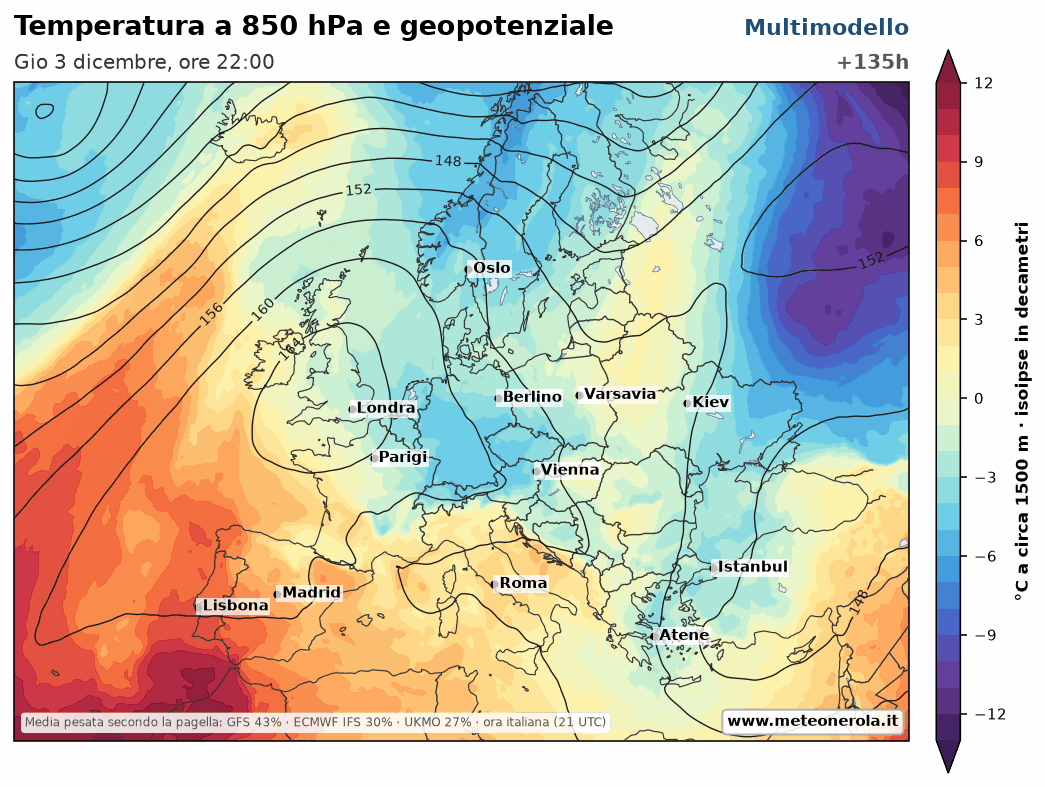 Temperatura a 850 hPa e geopotenziale
Multimodello
Gio 3 dicembre, ore 22:00
+135h
148
152
156
160
164
152
148
Oslo
Londra
Berlino
Varsavia
Kiev
Parigi
Vienna
Lisbona
Madrid
Roma
Istanbul
Atene
Media pesata secondo la pagella: GFS 43% · ECMWF IFS 30% · UKMO 27% · ora italiana (21 UTC)
www.meteonerola.it
12
9
6
3
0
−3
−6
−9
−12
°C a circa 1500 m · isoipse in decametri